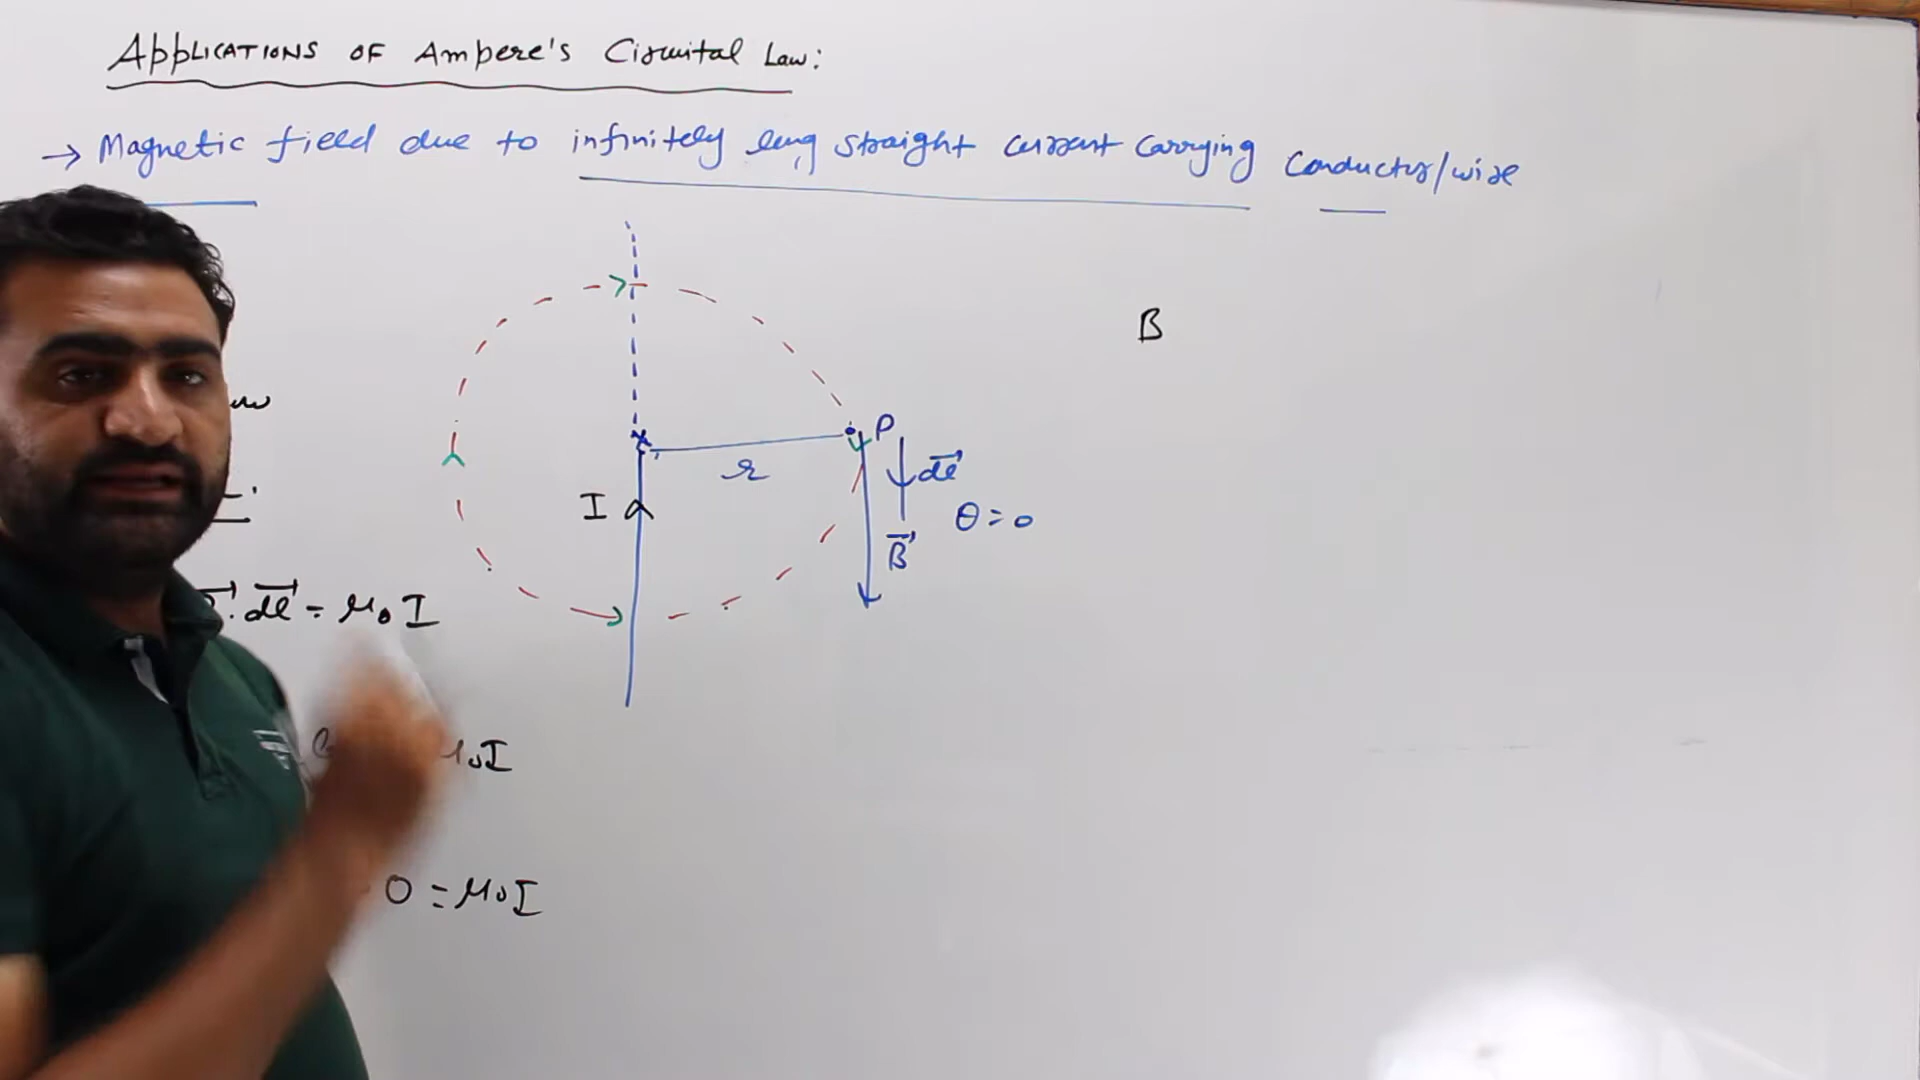 Applications of Ampere's Circuital Law:
→ Magnetic field due to infinitely long straight current carrying conductor/wire
B
P
r
dl
I
θ = 0
B
. dl = μ₀ I
μ₀I
0 = μ₀I